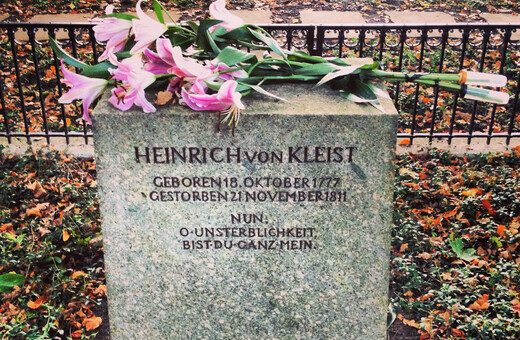 HEINRICH VON KLEIST
GEBOREN 18. OKTOBER 1777
GESTORBEN 21 NOVEMBER 1811
NUN,
O·UNSTERBLICHKEIT,
BIST·DU·GANZ·MEIN.